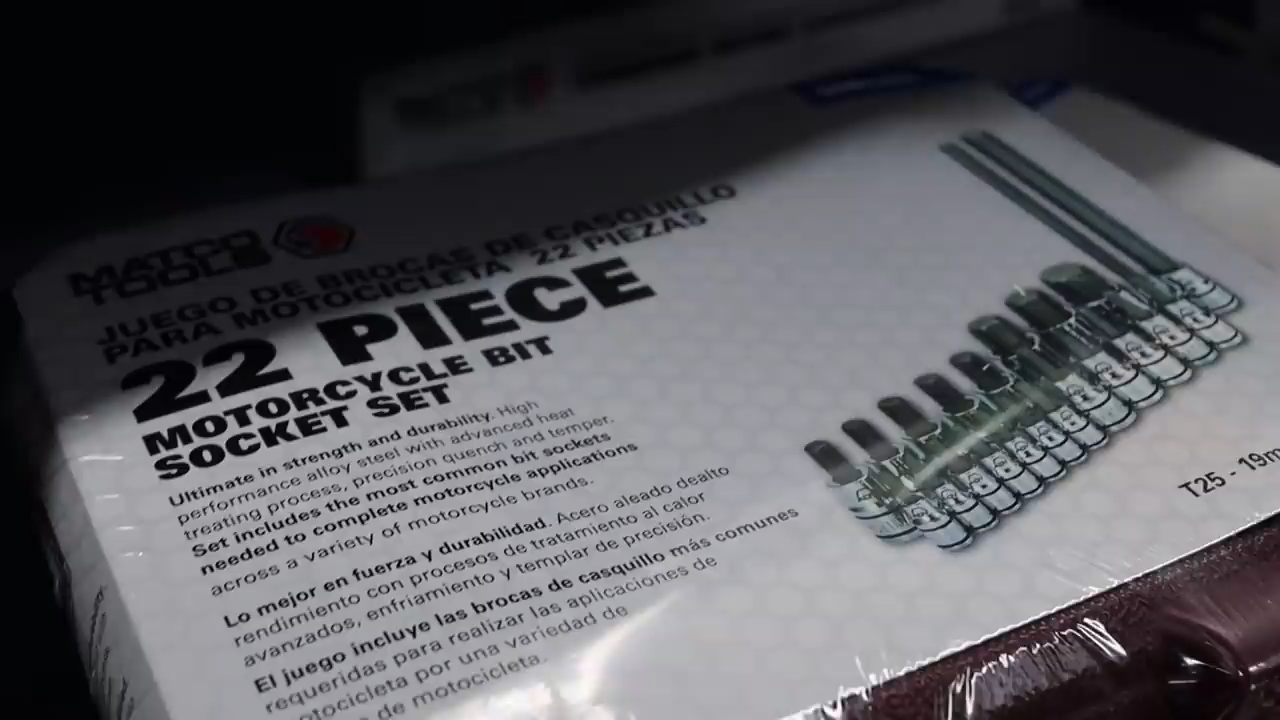 MATCO
TOOLS
JUEGO DE BROCAS DE CASQUILLO
PARA MOTOCICLETA 22 PIEZAS
22 PIECE
MOTORCYCLE BIT
SOCKET SET
Ultimate in strength and durability. High
performance alloy steel with advanced heat
treating process, precision quench and temper.
Set includes the most common bit sockets
needed to complete motorcycle applications
across a variety of motorcycle brands.
Lo mejor en fuerza y durabilidad. Acero aleado dealto
rendimiento con procesos de tratamiento al calor
avanzados, enfriamiento y templar de precisión.
El juego incluye las brocas de casquillo más comunes
requeridas para realizar las aplicaciones de
otocicleta por una variedad de
de motocicleta.
T25 - 19m